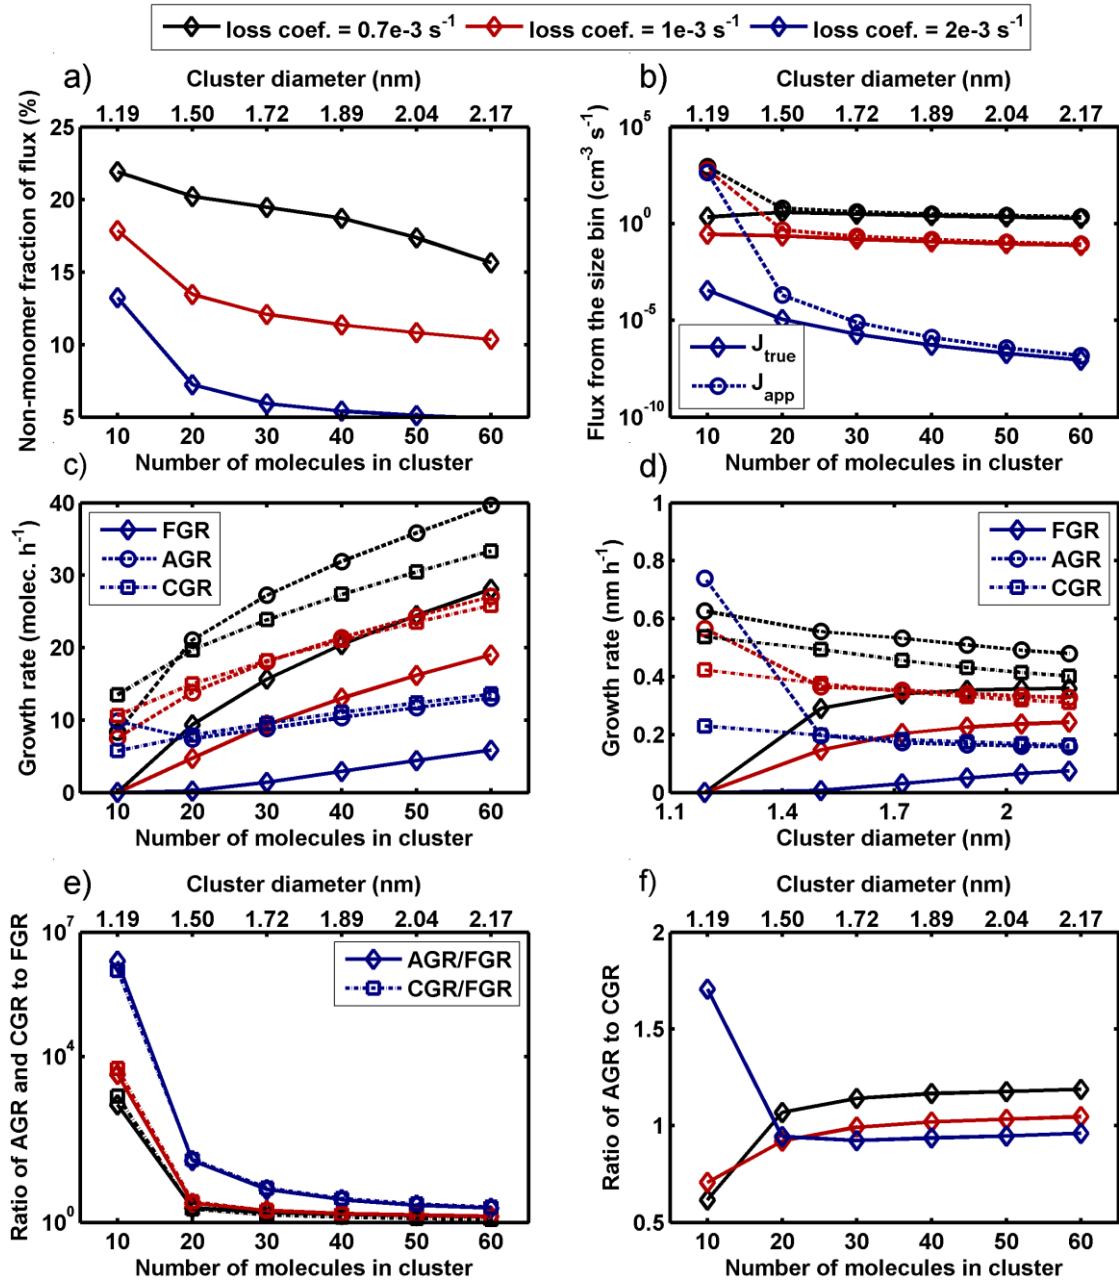 loss coef. = 0.7e-3 s⁻¹ loss coef. = 1e-3 s⁻¹ loss coef. = 2e-3 s⁻¹
a)
Cluster diameter (nm)
1.19 1.50 1.72 1.89 2.04 2.17
Non-monomer fraction of flux (%)
25
20
15
10
5
10 20 30 40 50 60
Number of molecules in cluster
b)
Cluster diameter (nm)
1.19 1.50 1.72 1.89 2.04 2.17
Flux from the size bin (cm⁻³ s⁻¹)
10⁵
10⁰
10⁻⁵
10⁻¹⁰
J_true
J_app
10 20 30 40 50 60
Number of molecules in cluster
c)
Growth rate (molec. h⁻¹)
40
30
20
10
0
FGR
AGR
CGR
10 20 30 40 50 60
Number of molecules in cluster
d)
Growth rate (nm h⁻¹)
1
0.8
0.6
0.4
0.2
0
FGR
AGR
CGR
1.1 1.4 1.7 2
Cluster diameter (nm)
e)
Cluster diameter (nm)
1.19 1.50 1.72 1.89 2.04 2.17
Ratio of AGR and CGR to FGR
10⁷
10⁴
10⁰
AGR/FGR
CGR/FGR
10 20 30 40 50 60
Number of molecules in cluster
f)
Cluster diameter (nm)
1.19 1.50 1.72 1.89 2.04 2.17
Ratio of AGR to CGR
2
1.5
1
0.5
10 20 30 40 50 60
Number of molecules in cluster